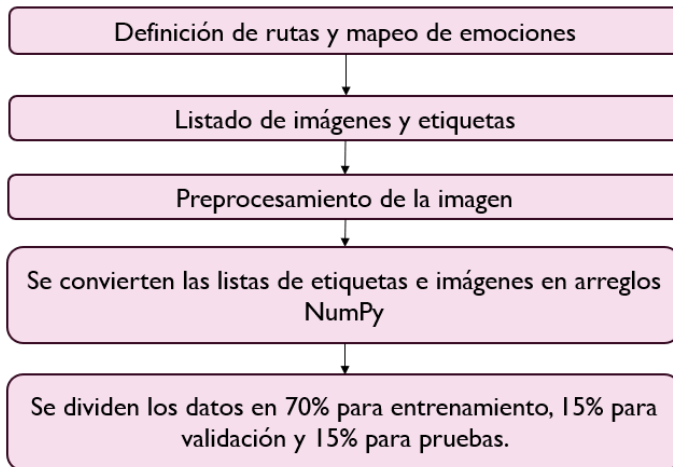 Definición de rutas y mapeo de emociones
Listado de imágenes y etiquetas
Preprocesamiento de la imagen
Se convierten las listas de etiquetas e imágenes en arreglos
NumPy
Se dividen los datos en 70% para entrenamiento, 15% para
validación y 15% para pruebas.